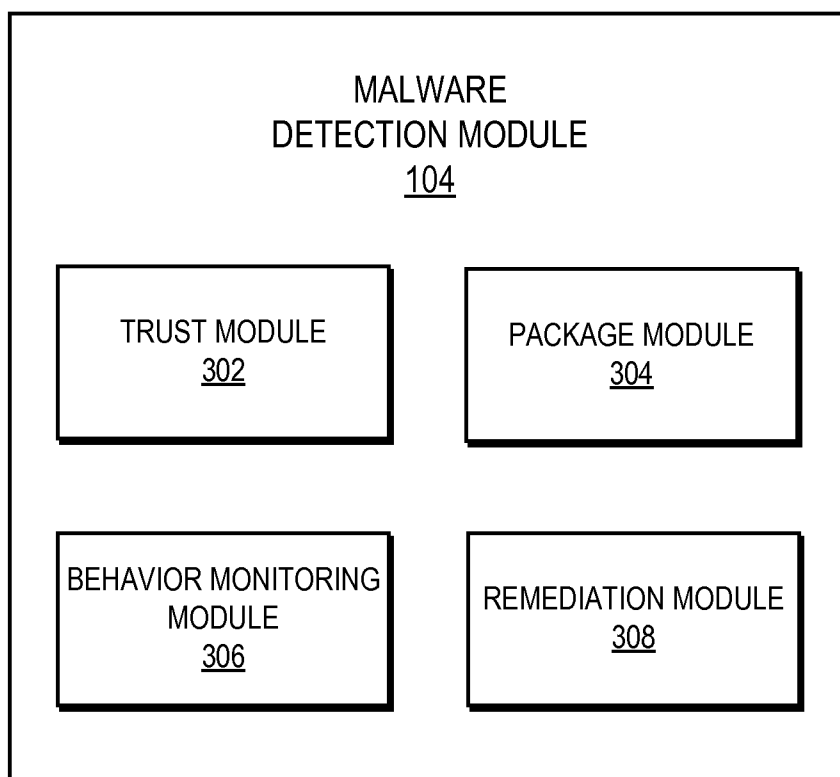 MALWARE
DETECTION MODULE
104
TRUST MODULE
302
PACKAGE MODULE
304
BEHAVIOR MONITORING
MODULE
306
REMEDIATION MODULE
308